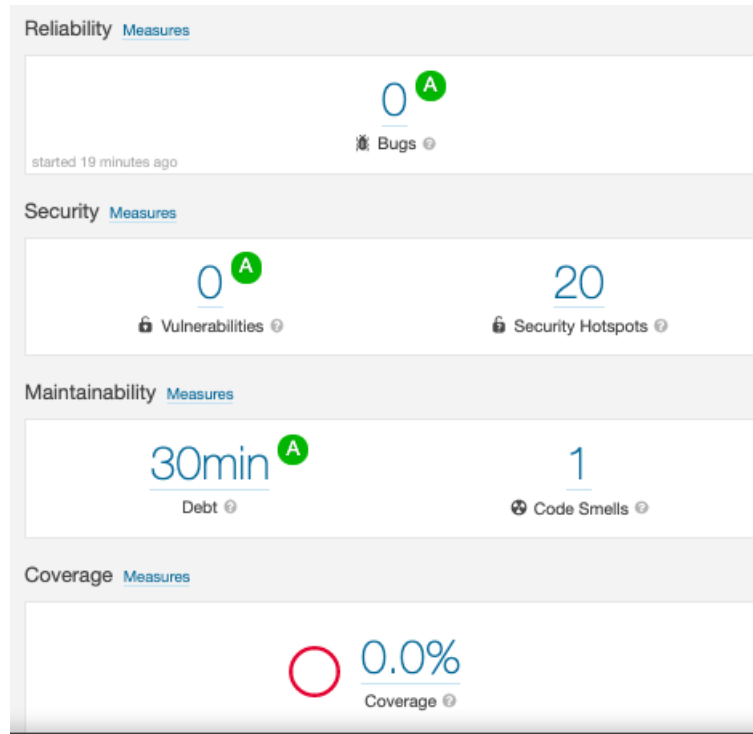 Reliability Measures
0 A
Bugs ?
started 19 minutes ago
Security Measures
0 A 20
Vulnerabilities ? Security Hotspots ?
Maintainability Measures
30min A 1
Debt ? Code Smells ?
Coverage Measures
0.0%
Coverage ?